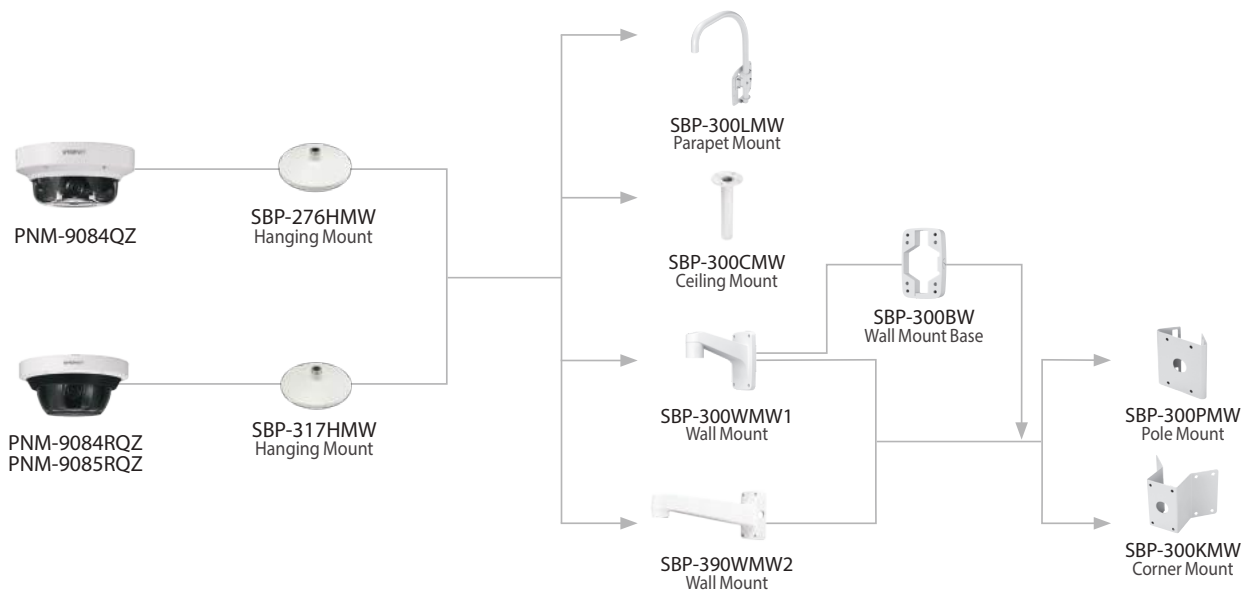 SBP-300LMW
Parapet Mount
PNM-9084QZ
SBP-276HMW
Hanging Mount
SBP-300CMW
Ceiling Mount
SBP-300BW
Wall Mount Base
PNM-9084RQZ
PNM-9085RQZ
SBP-317HMW
Hanging Mount
SBP-300WMW1
Wall Mount
SBP-300PMW
Pole Mount
SBP-390WMW2
Wall Mount
SBP-300KMW
Corner Mount